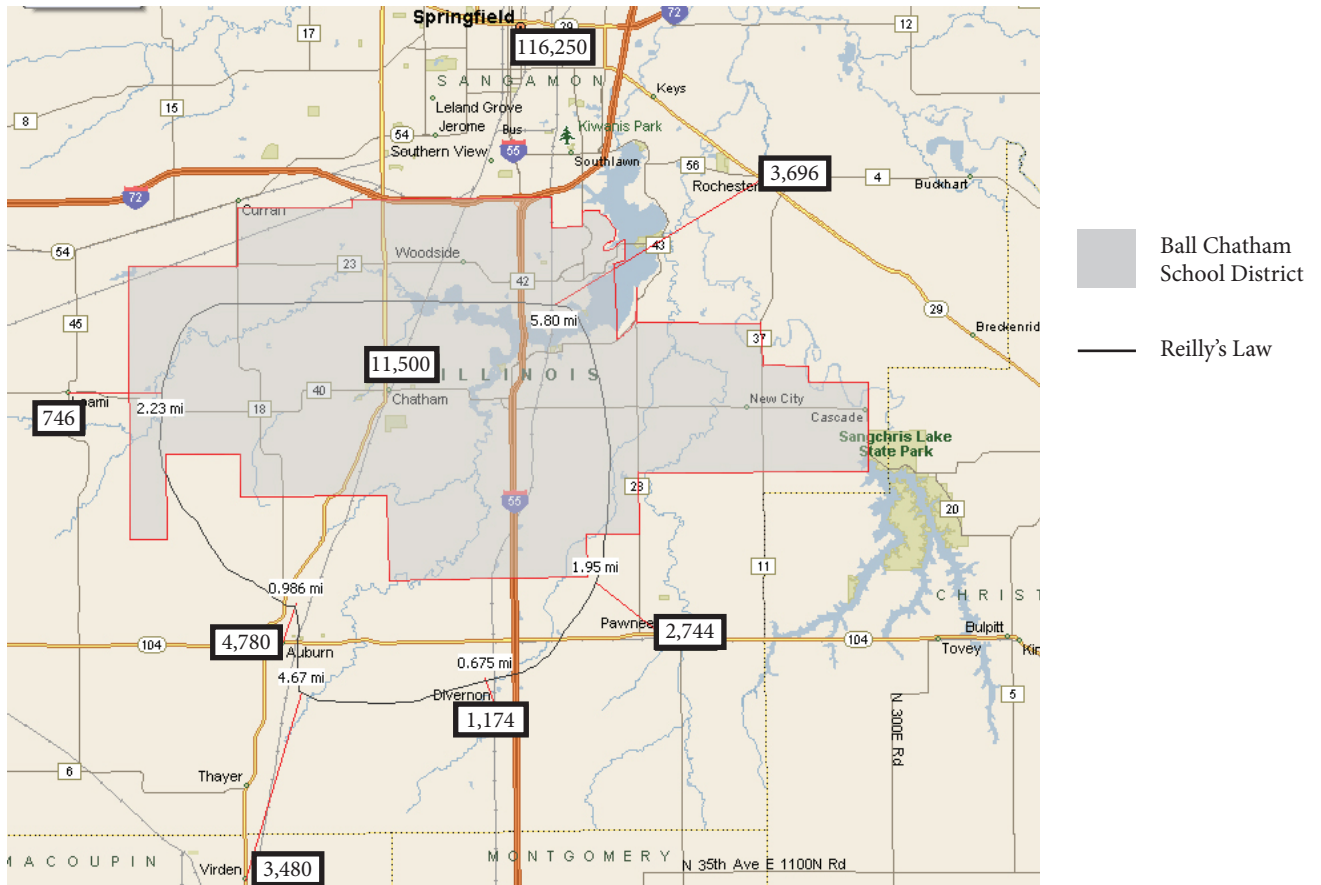 Springfield
72
29
12
17
116,250
SANGAMON
Keys
15
Leland Grove
8
Jerome
Bus
Kiwanis Park
54
Southern View
55
Southlawn
56
3,696
4
Rochester
Buckhart
72
Curran
Ball Chatham
School District
54
Woodside
43
23
42
29
45
5.80 mi
Breckenrid
37
Reilly's Law
11,500
ILLINOIS
40
Chatham
New City
2.23 mi
18
Cascade
746
Sangchris Lake
State Park
28
55
20
11
1.95 mi
0.986 mi
CHRIST
Pawnee
2,744
Bulpitt
104
4,780
104
Tovey
Auburn
0.675 mi
4.67 mi
Divernon
5
1,174
N 300E Rd
6
Thayer
MACOUPIN
MONTGOMERY
N 35th Ave E 1100N Rd
Virden
3,480